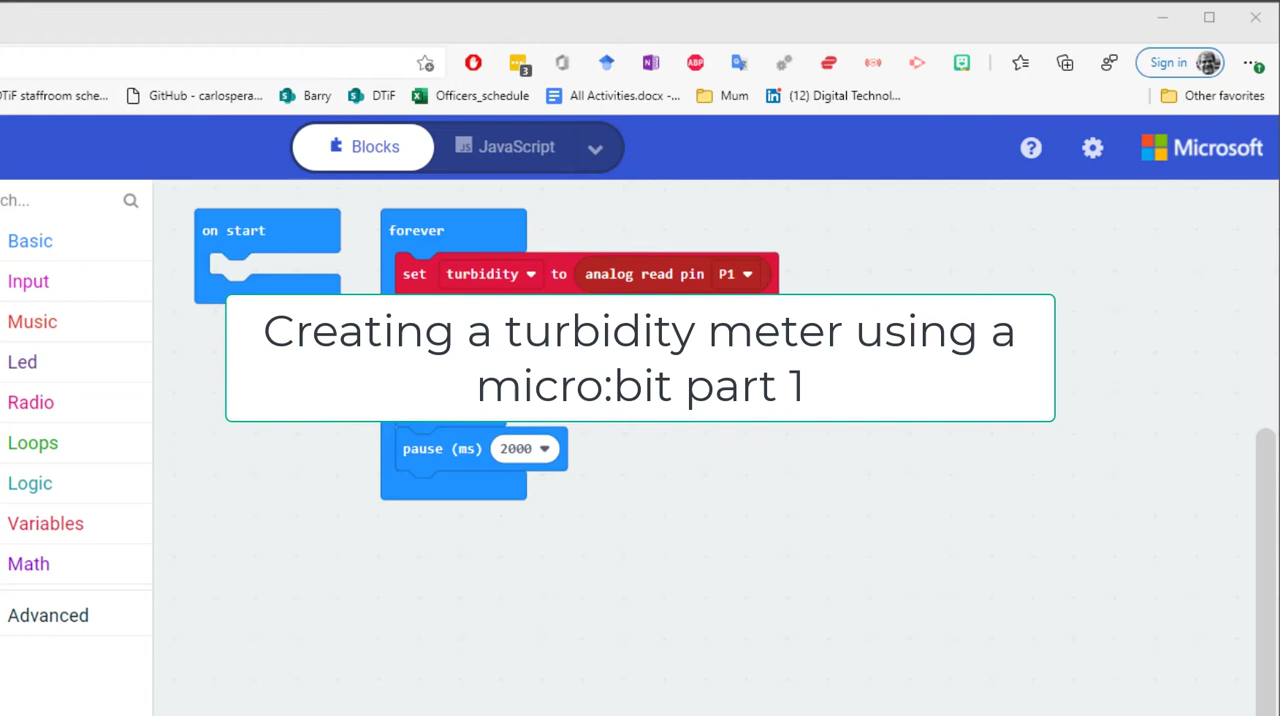 Sign in
3
DTiF staffroom sche...
GitHub - carlospera...
Barry
DTiF
Officers_schedule
All Activities.docx -...
Mum
(12) Digital Technol...
Other favorites
Blocks
JS JavaScript
?
Microsoft
ch...
Basic
Input
Music
Led
Radio
Loops
Logic
Variables
Math
Advanced
on start
forever
set turbidity to analog read pin P1
Creating a turbidity meter using a
micro:bit part 1
pause (ms) 2000